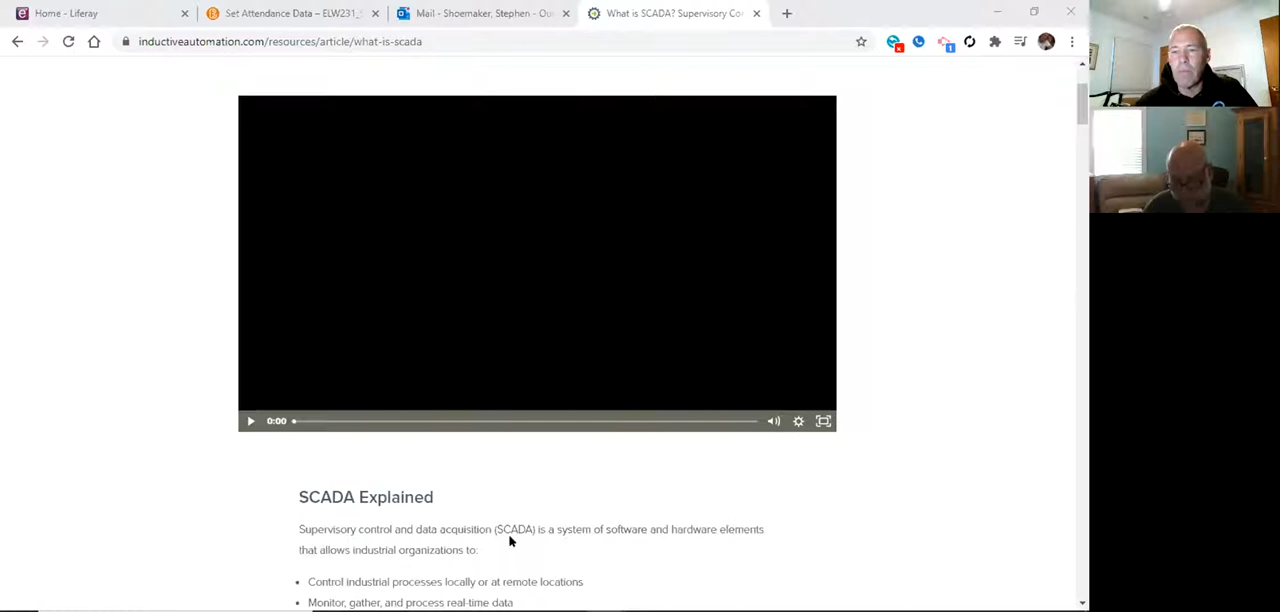 Home - Liferay
Set Attendance Data – ELW231_
Mail - Shoemaker, Stephen - Ou
What is SCADA? Supervisory Co
inductiveautomation.com/resources/article/what-is-scada
1
0:00
SCADA Explained
Supervisory control and data acquisition (SCADA) is a system of software and hardware elements
that allows industrial organizations to:
• Control industrial processes locally or at remote locations
• Monitor, gather, and process real-time data